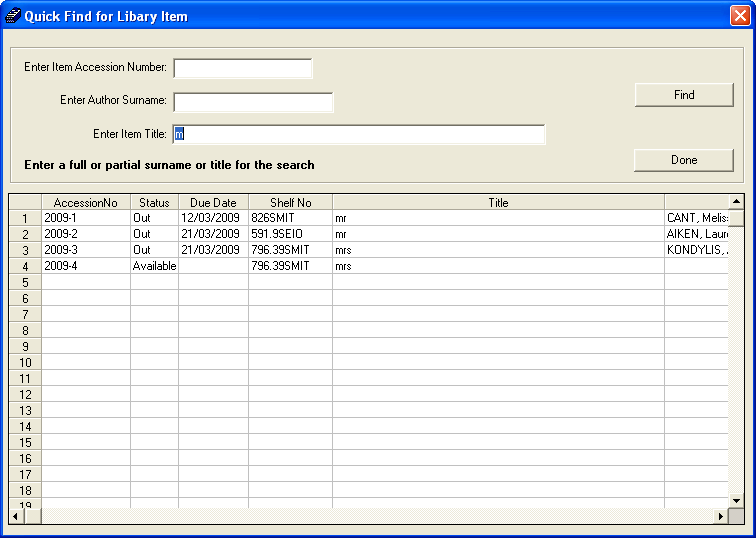 Quick Find for Libary Item
Enter Item Accession Number:
Find
Enter Author Surname:
Enter Item Title: m
Enter a full or partial surname or title for the search
Done
AccessionNo Status Due Date Shelf No Title
1 2009-1 Out 12/03/2009 826SMIT mr CANT, Melis
2 2009-2 Out 21/03/2009 591.9SEIO mr AIKEN, Laur
3 2009-3 Out 21/03/2009 796.39SMIT mrs KONDYLIS,
4 2009-4 Available 796.39SMIT mrs
5
6
7
8
9
10
11
12
13
14
15
16
17
18
19